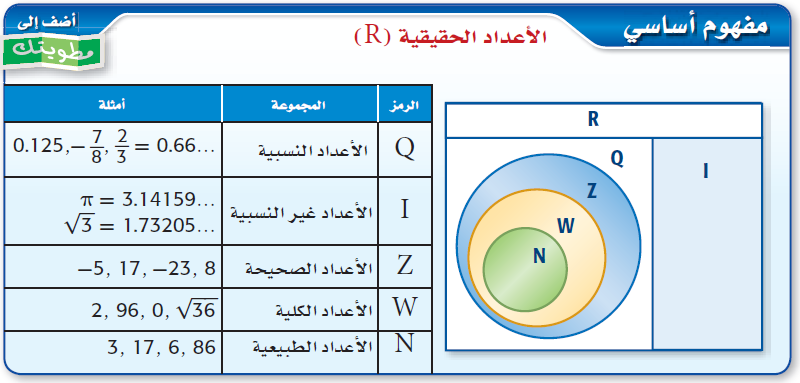 مفهوم أساسي
الأعداد الحقيقية (R)
أضف إلى
مطويتك
الرمز المجموعة أمثلة
Q الأعداد النسبية 0.125, −7/8, 2/3 = 0.66...
I الأعداد غير النسبية π = 3.14159...
√3 = 1.73205...
Z الأعداد الصحيحة −5, 17, −23, 8
W الأعداد الكلية 2, 96, 0, √36
N الأعداد الطبيعية 3, 17, 6, 86
R
Q
I
Z
W
N